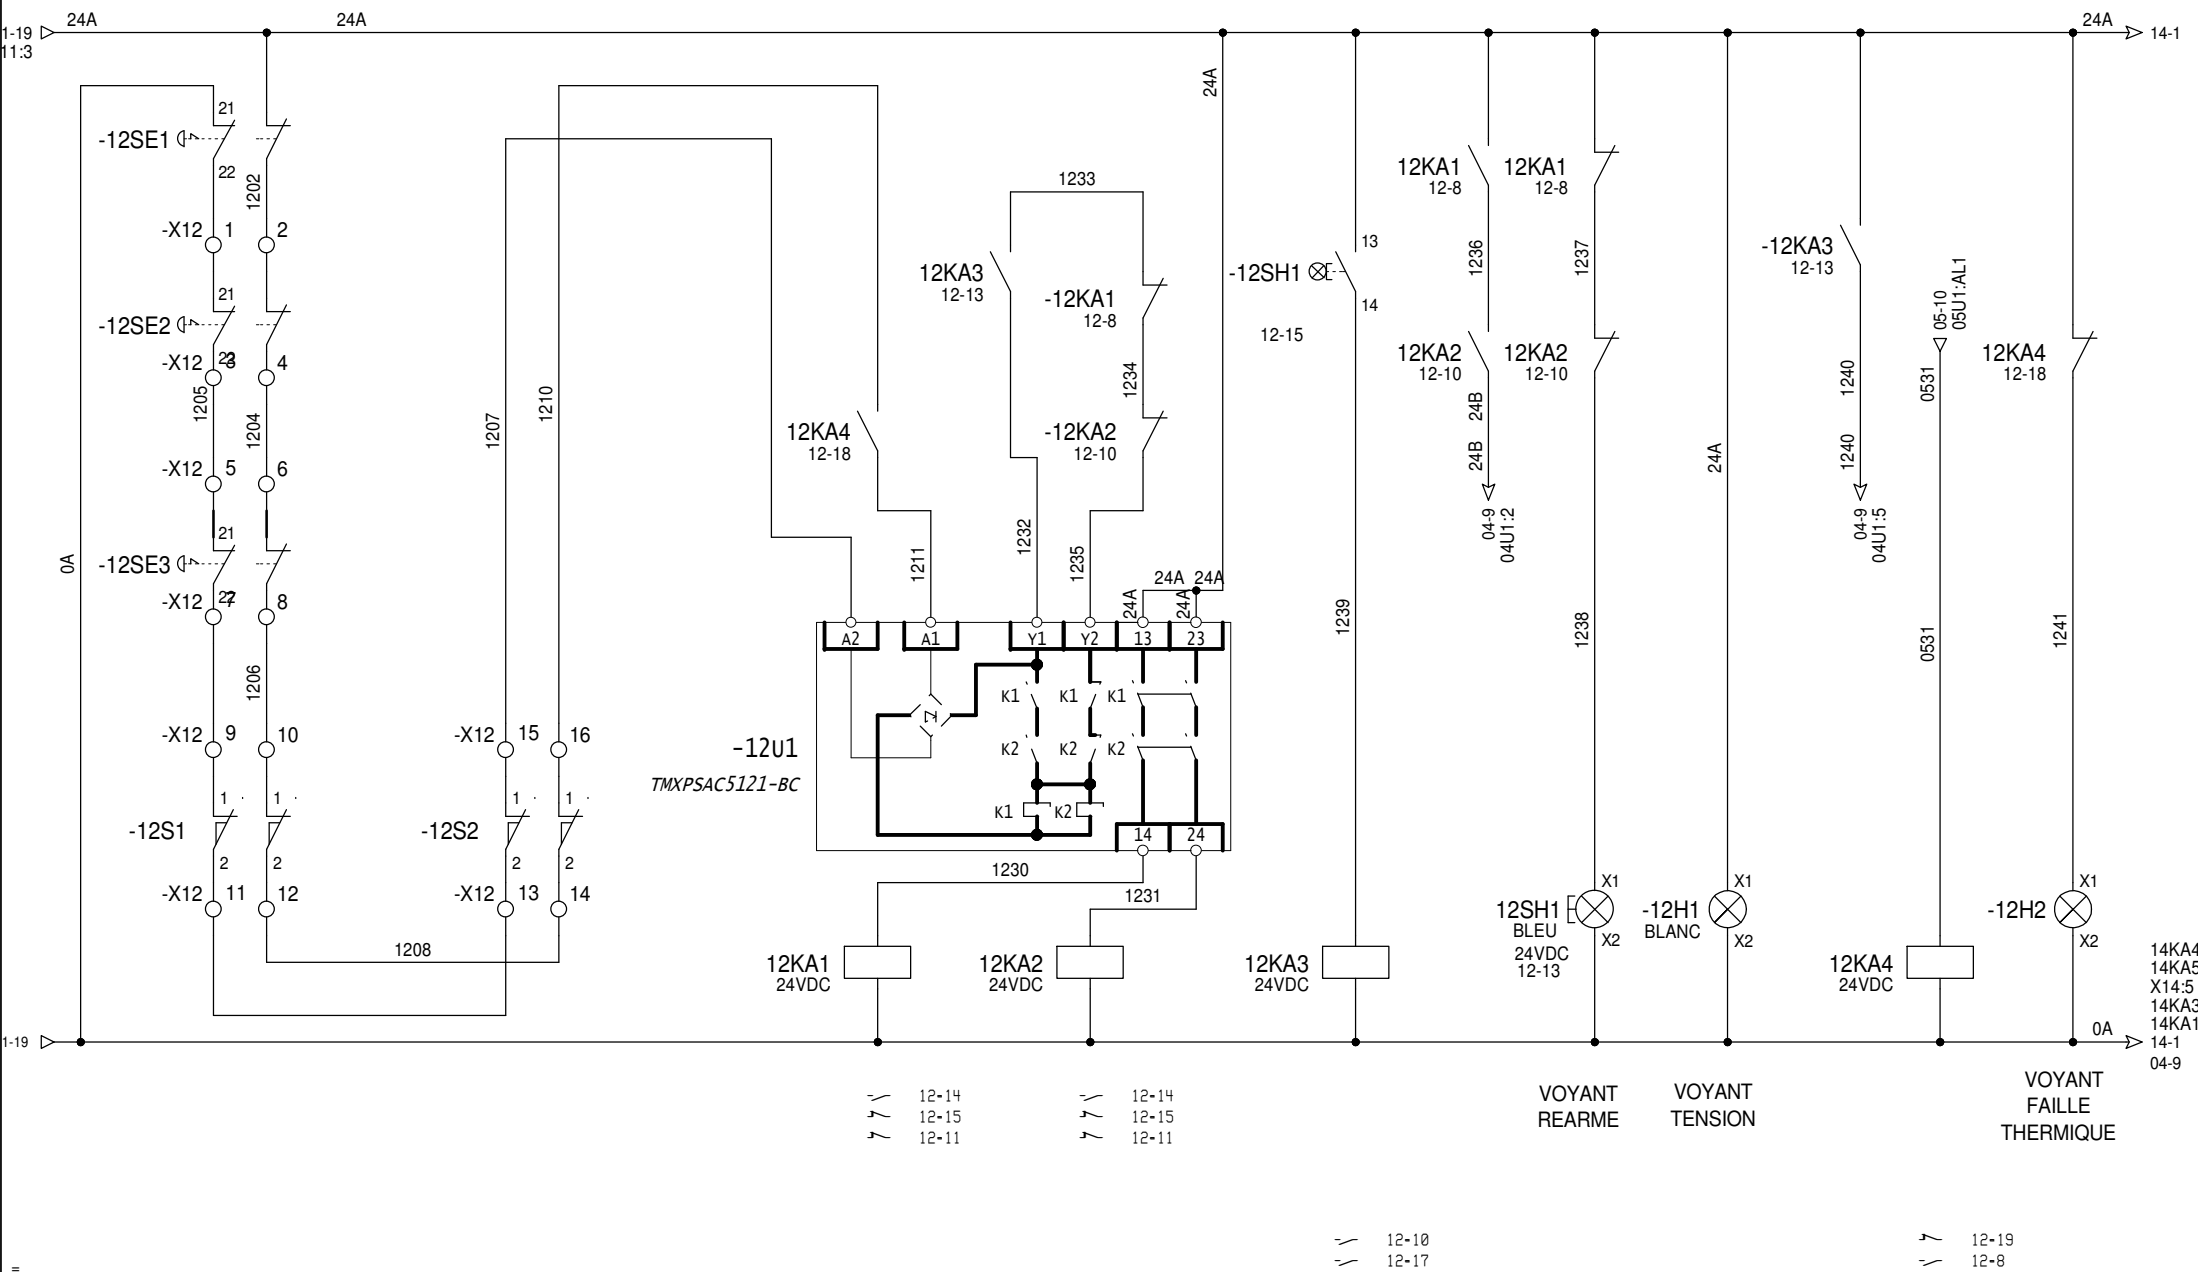 24A
24A
24A
1-19
14-1
11:3
24A
21
-12SE1
22
1202
-X12
1
2
21
-12SE2
-X12
4
1205
1204
-X12
5
6
21
-12SE3
-X12
8
0A
1206
-X12
9
10
1
1
-12S1
2
2
-X12
11
12
1208
1207
1210
-X12
15
16
1
1
-12S2
2
2
-X12
13
14
12KA4
12-18
1211
1233
12KA3
12-13
-12KA1
12-8
1234
-12KA2
12-10
1232
1235
24A
24A
24A
24A
A2
A1
Y1
Y2
13
23
K1
K1
K1
K2
K2
K2
K1
K2
14
24
-12U1
TMXPSAC5121-BC
1230
1231
12KA1
24VDC
12KA2
24VDC
12KA3
24VDC
13
-12SH1
14
12-15
1239
12KA1
12-8
1236
12KA2
12-10
24B
24B
04-9
04U1:2
12KA1
12-8
1237
12KA2
12-10
1238
X1
12SH1
BLEU
X2
24VDC
12-13
24A
X1
-12H1
BLANC
X2
-12KA3
12-13
1240
1240
04-9
04U1:5
05-10
05U1:AL1
0531
0531
12KA4
24VDC
12KA4
12-18
1241
X1
-12H2
X2
14KA4
14KA5
X14:5
14KA3
14KA1
1-19
0A
14-1
04-9
12-14
12-15
12-11
12-14
12-15
12-11
VOYANT
REARME
VOYANT
TENSION
VOYANT
FAILLE
THERMIQUE
12-10
12-17
12-19
12-8
=